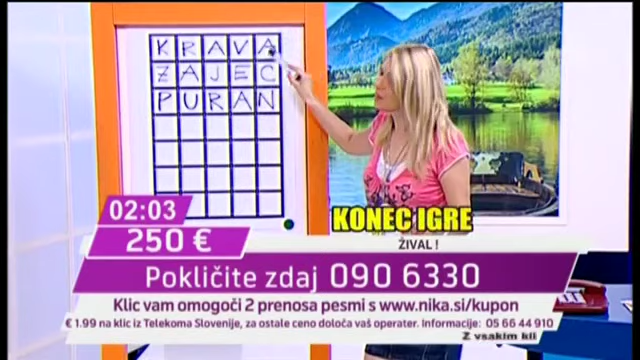 KRAVA
ZAJEC
PURAN
02:03
KONEC IGRE
250 €
ŽIVAL !
Pokličite zdaj 090 6330
Klic vam omogoči 2 prenosa pesmi s www.nika.si/kupon
€ 1.99 na klic iz Telekoma Slovenije, za ostale ceno določa vaš operater. Informacije: 05 66 44 910
Z vsakim kli